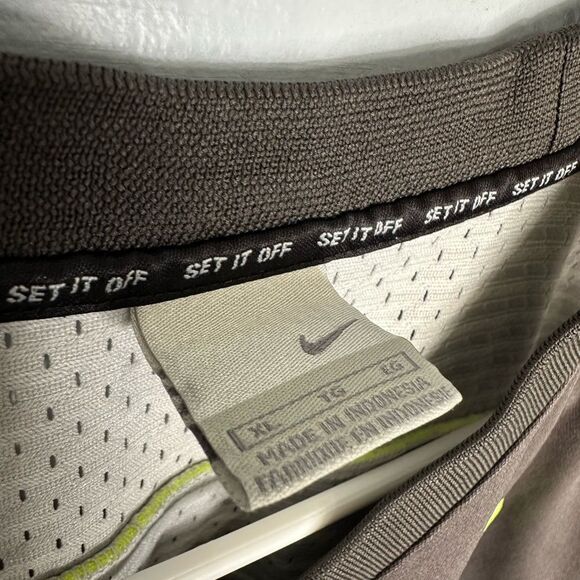 SET IT OFF SET IT OFF SET IT OFF SET IT OFF SET IT OFF
XL TG EG
MADE IN INDONESIA
FABRIQUÉ EN INDONÉSIE